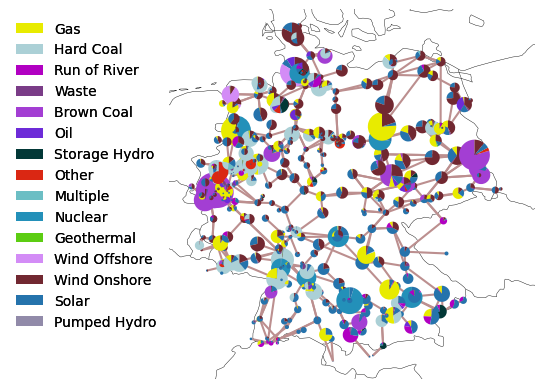 Gas
Hard Coal
Run of River
Waste
Brown Coal
Oil
Storage Hydro
Other
Multiple
Nuclear
Geothermal
Wind Offshore
Wind Onshore
Solar
Pumped Hydro